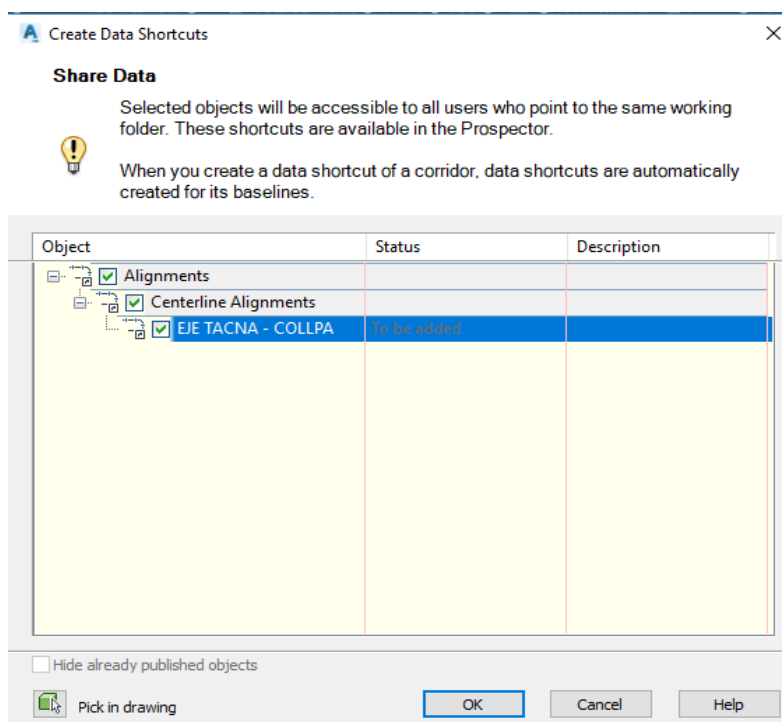 Create Data Shortcuts
Share Data
Selected objects will be accessible to all users who point to the same working
folder. These shortcuts are available in the Prospector.
When you create a data shortcut of a corridor, data shortcuts are automatically
created for its baselines.
Object Status Description
Alignments
Centerline Alignments
EJE TACNA - COLLPA To be added
Hide already published objects
Pick in drawing OK Cancel Help